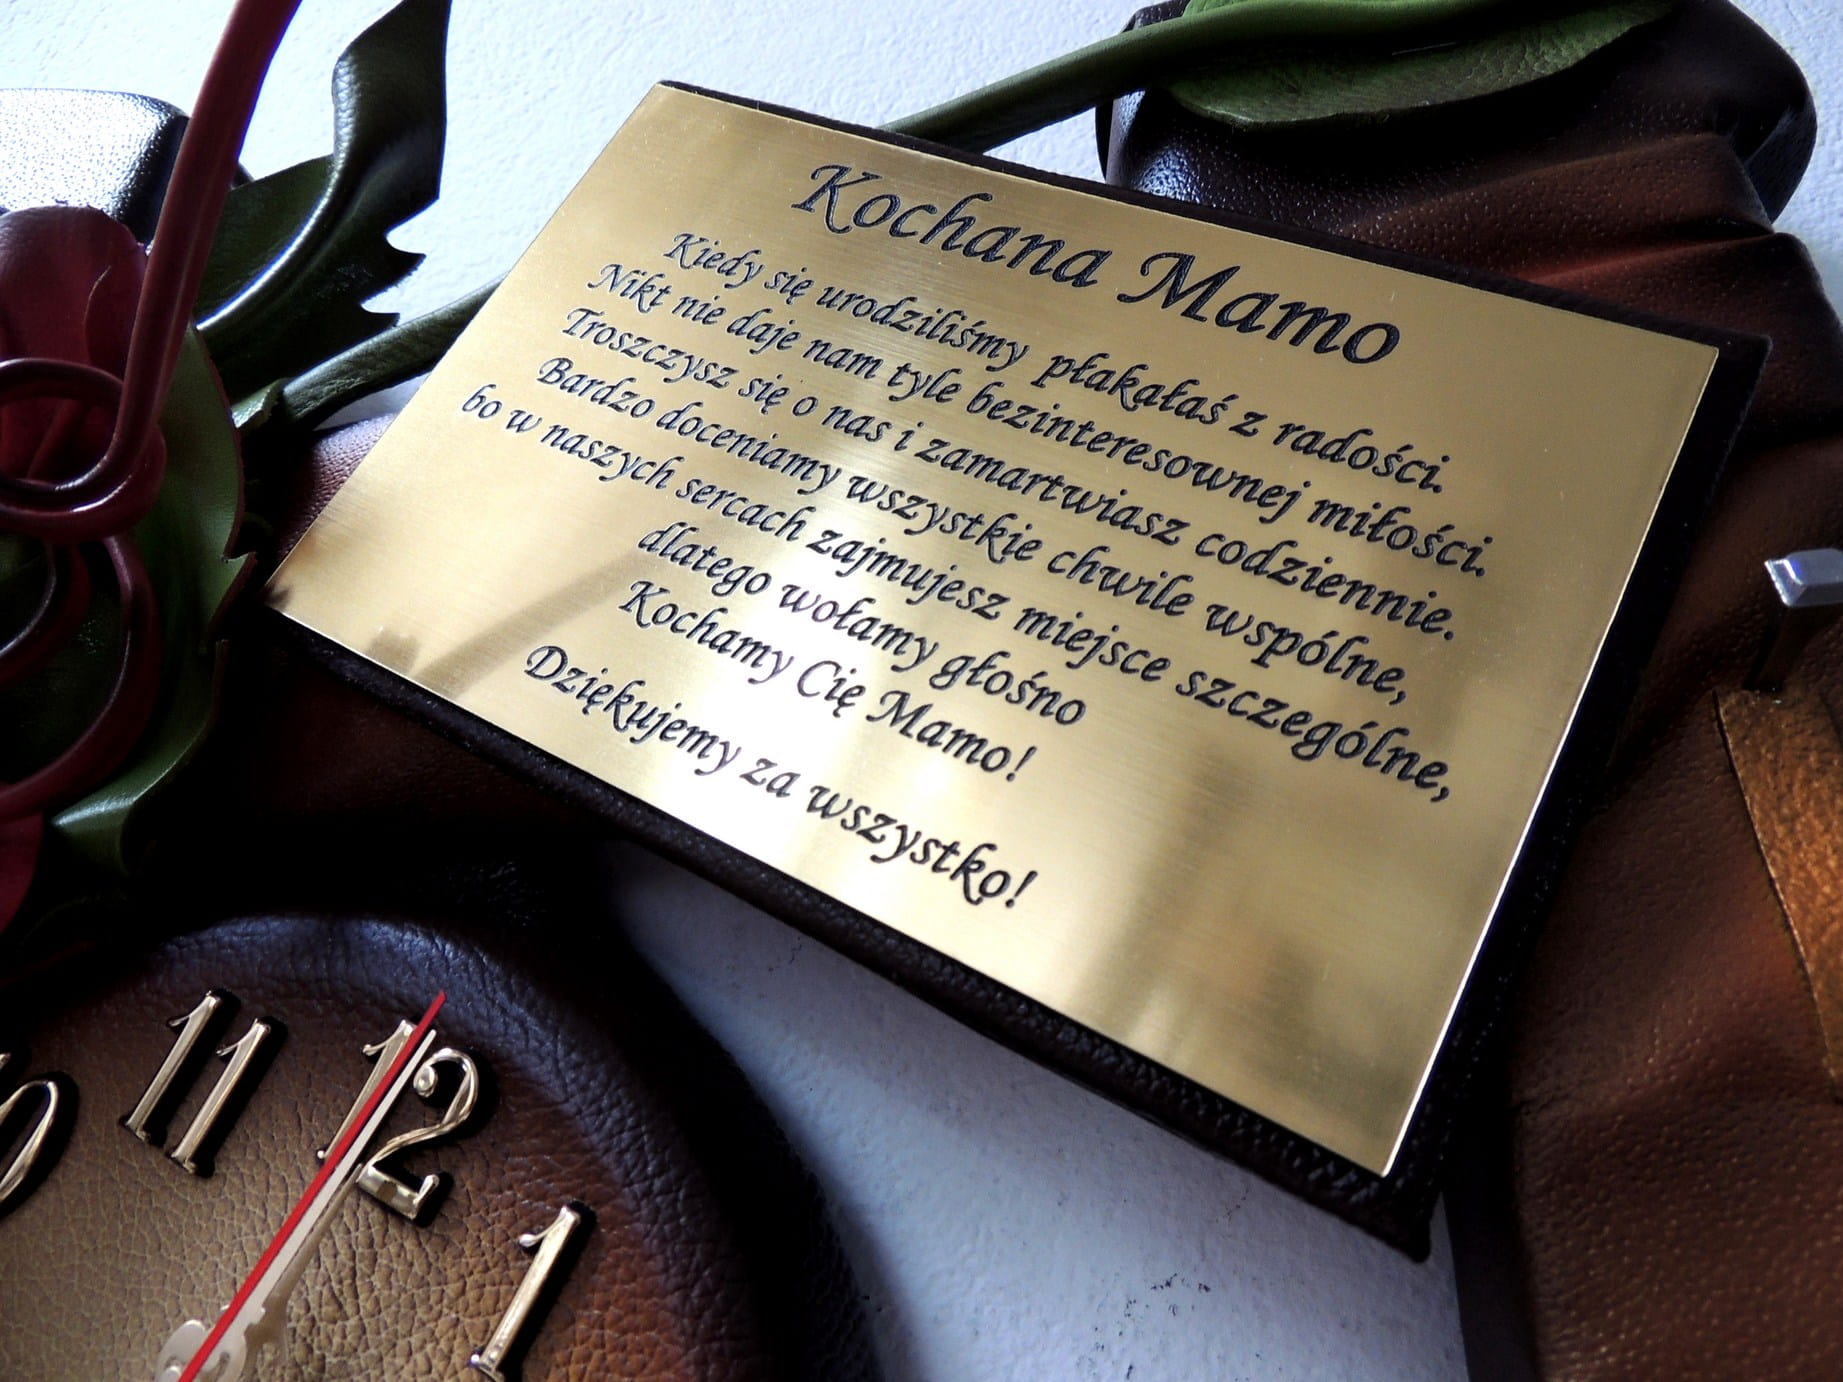 Kochana Mamo
Kiedy się urodziliśmy płakałaś z radości.
Nikt nie daje nam tyle bezinteresownej miłości.
Troszczysz się o nas i zamartwiasz codziennie.
Bardzo doceniamy wszystkie chwile wspólne,
bo w naszych sercach zajmujesz miejsce szczególne,
dlatego wołamy głośno
Kochamy Cię Mamo!
Dziękujemy za wszystko!
11
12
1